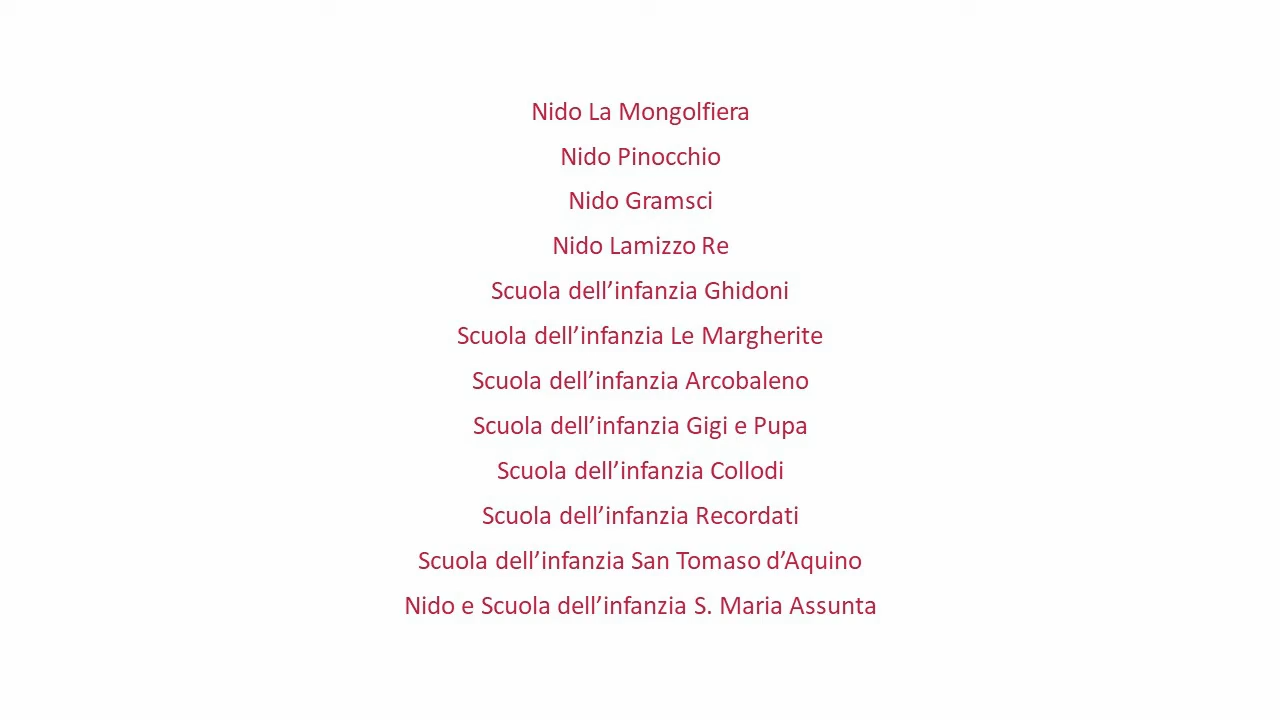 Nido La Mongolfiera
Nido Pinocchio
Nido Gramsci
Nido Lamizzo Re
Scuola dell’infanzia Ghidoni
Scuola dell’infanzia Le Margherite
Scuola dell’infanzia Arcobaleno
Scuola dell’infanzia Gigi e Pupa
Scuola dell’infanzia Collodi
Scuola dell’infanzia Recordati
Scuola dell’infanzia San Tomaso d’Aquino
Nido e Scuola dell’infanzia S. Maria Assunta